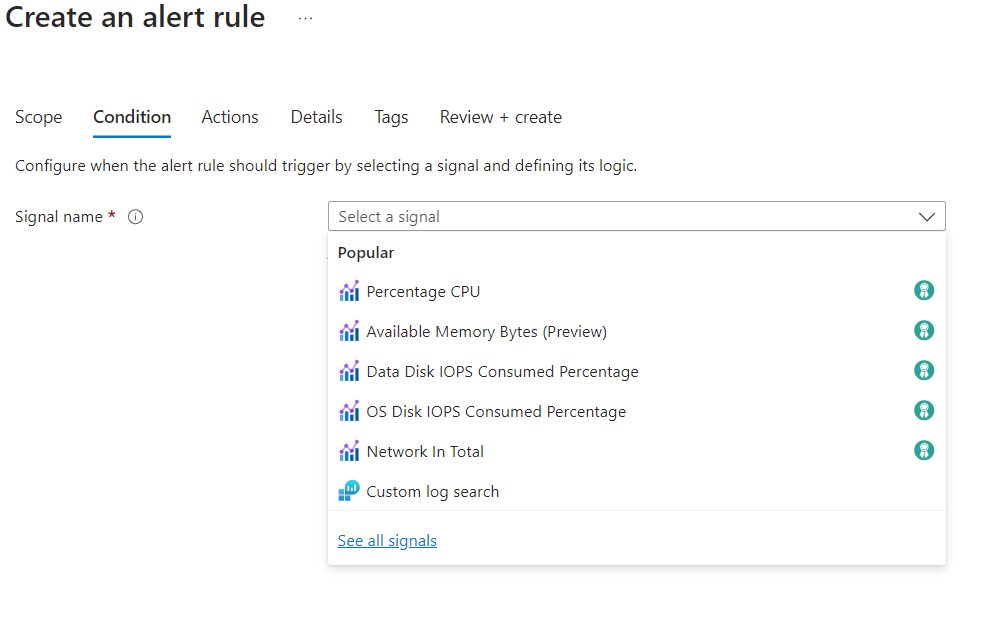 Create an alert rule ...
Scope Condition Actions Details Tags Review + create
Configure when the alert rule should trigger by selecting a signal and defining its logic.
Signal name * Select a signal
Popular
Percentage CPU
Available Memory Bytes (Preview)
Data Disk IOPS Consumed Percentage
OS Disk IOPS Consumed Percentage
Network In Total
Custom log search
See all signals